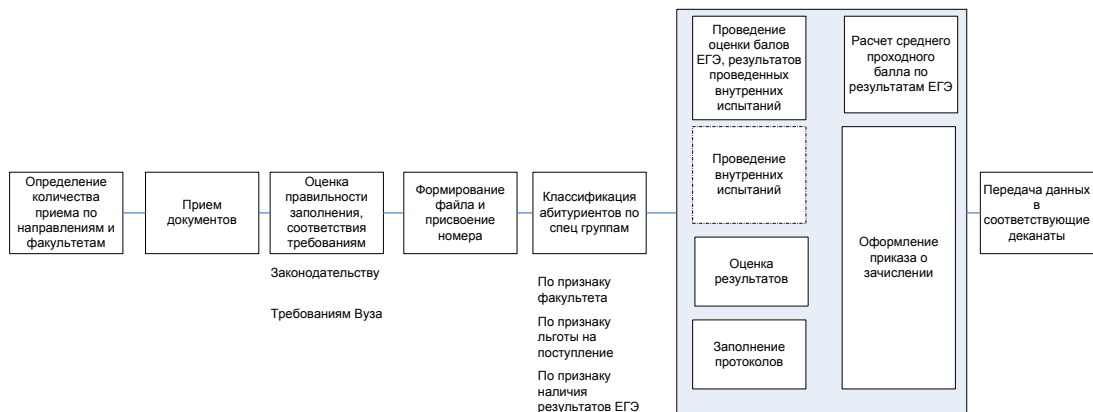 Определение
количества
приема по
направлениям и
факультетам
Прием
документов
Оценка
правильности
заполнения,
соответствия
требованиям
Законодательству
Требованиям Вуза
Формирование
файла и
присвоение
номера
Классификация
абитуриентов по
спец группам
По признаку
факультета
По признаку
льготы на
поступление
По признаку
наличия
результатов ЕГЭ
Проведение
оценки балов
ЕГЭ, результатов
проведенных
внутренних
испытаний
Проведение
внутренних
испытаний
Оценка
результатов
Заполнение
протоколов
Расчет среднего
проходного
балла по
результатам ЕГЭ
Оформление
приказа о
зачислении
Передача данных
в
соответствующие
деканаты